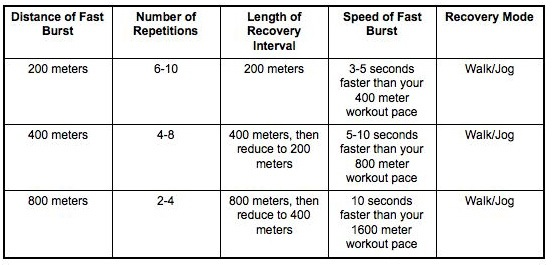 Distance of Fast Burst
Number of Repetitions
Length of Recovery Interval
Speed of Fast Burst
Recovery Mode
200 meters
6-10
200 meters
3-5 seconds faster than your 400 meter workout pace
Walk/Jog
400 meters
4-8
400 meters, then reduce to 200 meters
5-10 seconds faster than your 800 meter workout pace
Walk/Jog
800 meters
2-4
800 meters, then reduce to 400 meters
10 seconds faster than your 1600 meter workout pace
Walk/Jog